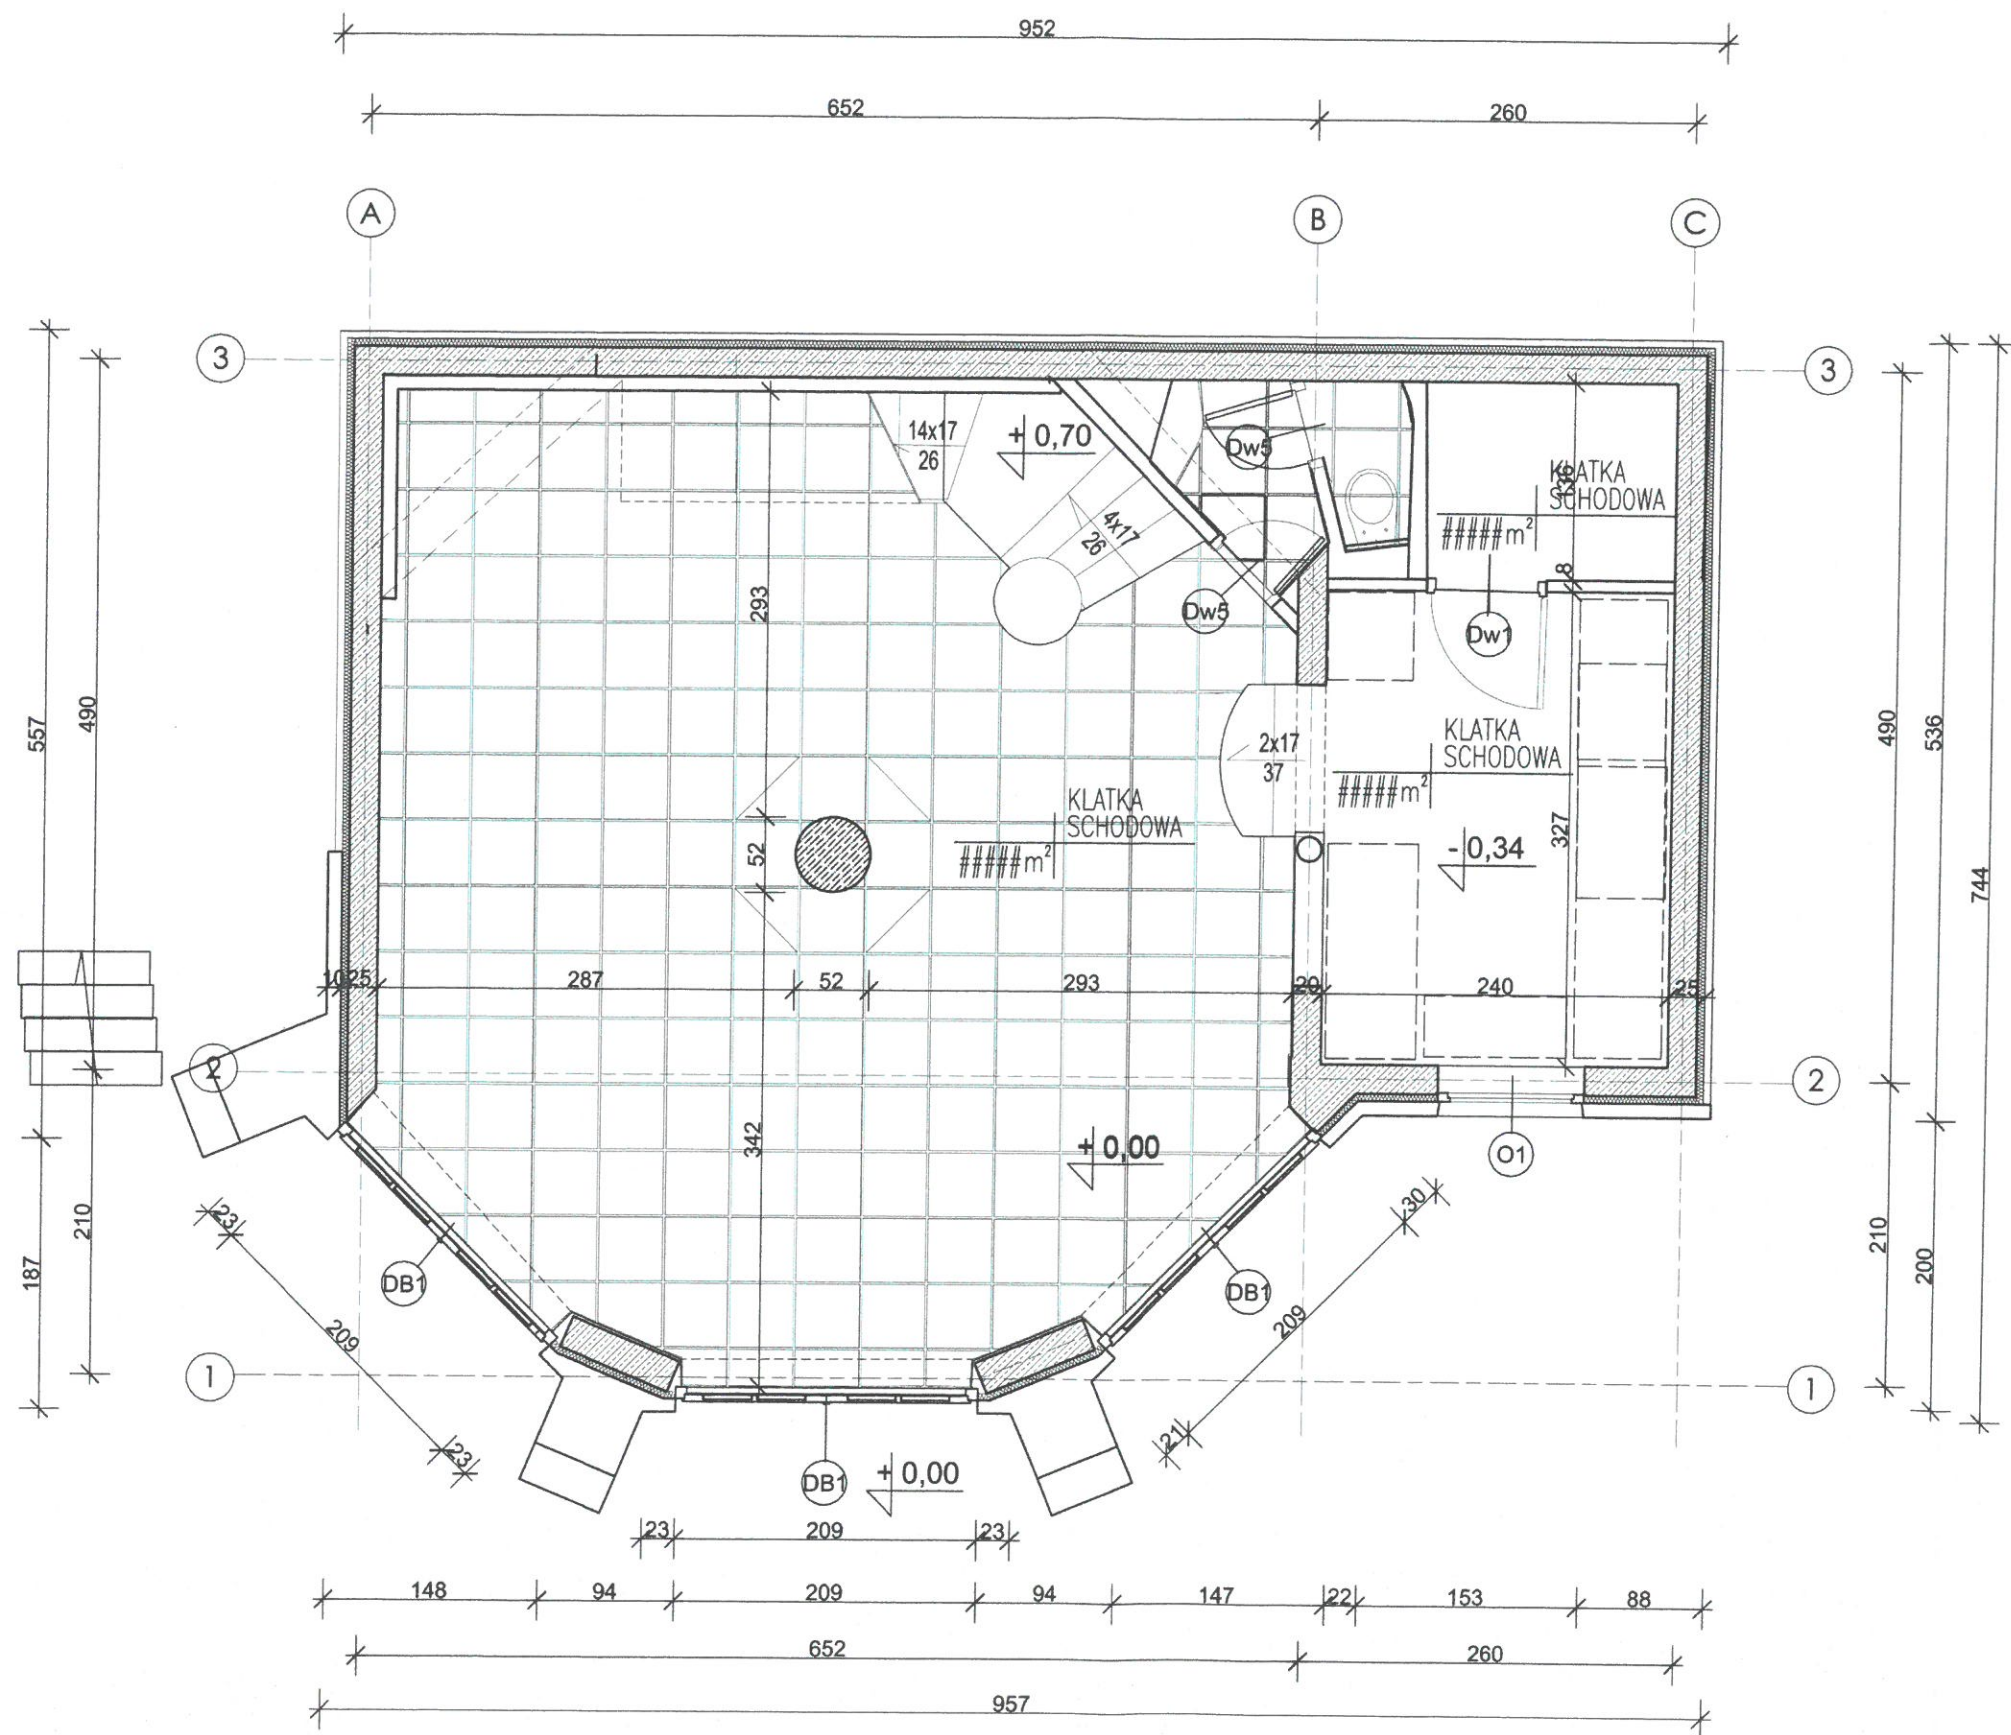 952
652
260
A
B
C
3
3
14x17
26
+ 0,70
Dw5
KLATKA
SCHODOWA
#####m²
136
4x17
26
8
293
Dw5
Dw1
557
490
490
536
2x17
37
KLATKA
SCHODOWA
#####m²
KLATKA
SCHODOWA
#####m²
- 0,34
327
52
744
10
25
287
52
293
20
240
25
2
2
342
+ 0,00
O1
23
30
210
187
210
200
DB1
DB1
209
209
1
1
23
21
DB1
+ 0,00
23
209
23
148
94
209
94
147
22
153
88
652
260
957